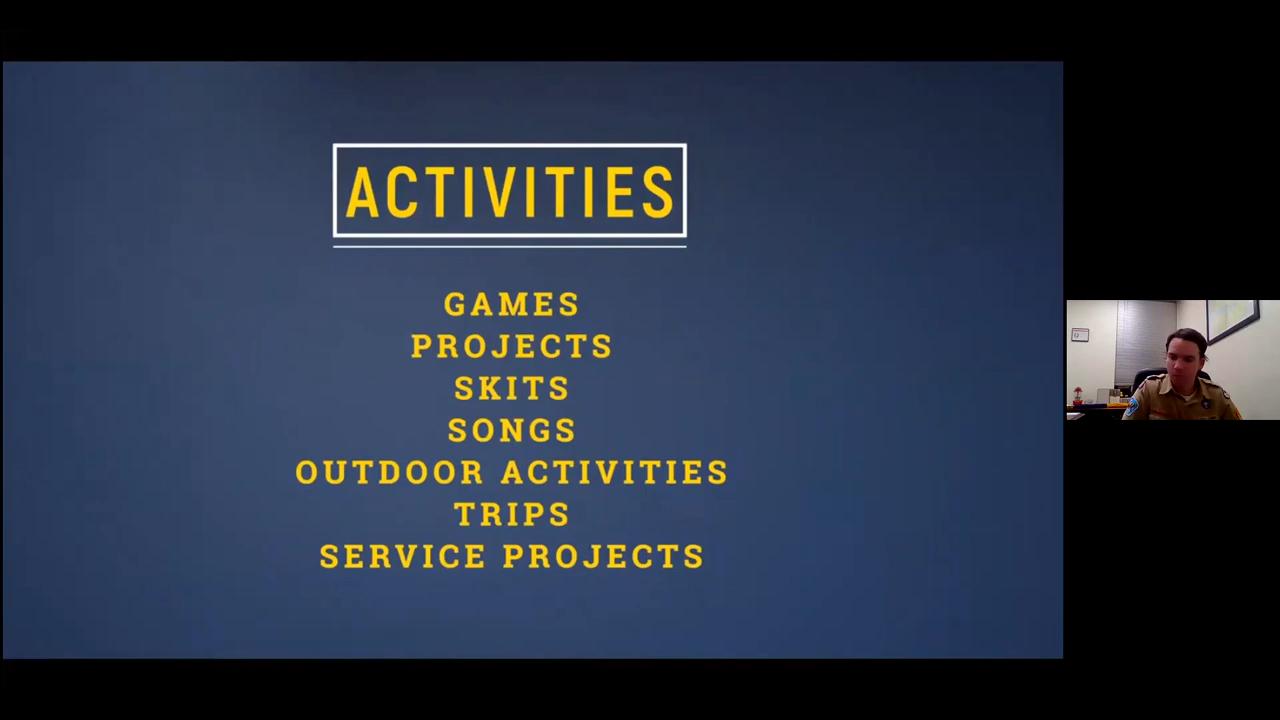 ACTIVITIES
GAMES
PROJECTS
SKITS
SONGS
OUTDOOR ACTIVITIES
TRIPS
SERVICE PROJECTS